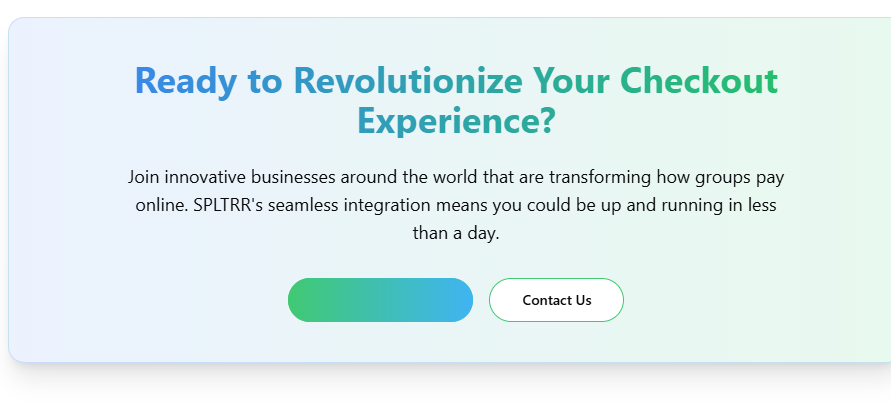 Ready to Revolutionize Your Checkout
Experience?
Join innovative businesses around the world that are transforming how groups pay
online. SPLTRR's seamless integration means you could be up and running in less
than a day.
Contact Us